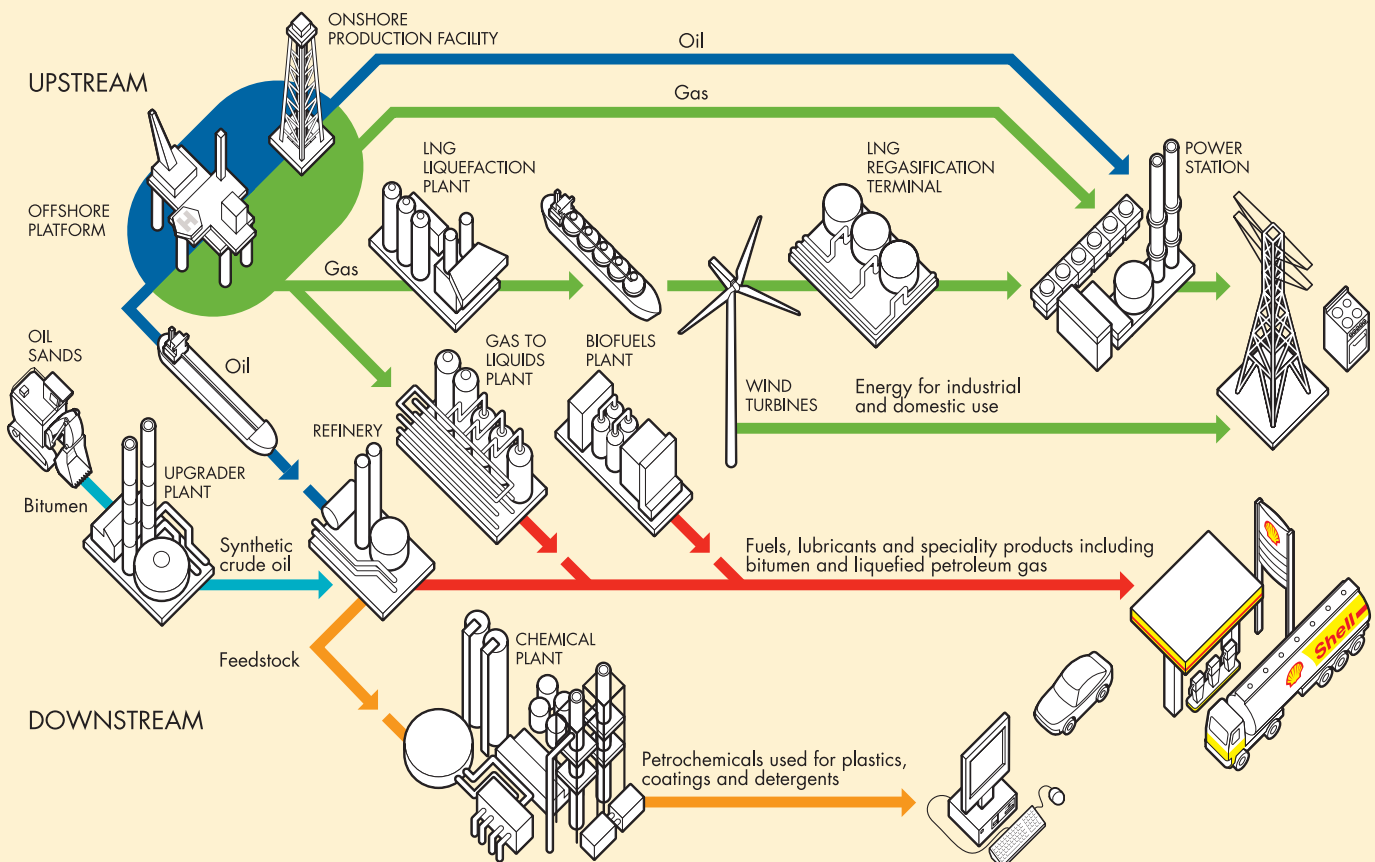 ONSHORE
PRODUCTION FACILITY
Oil
UPSTREAM
Gas
LNG
LIQUEFACTION
PLANT
LNG
REGASIFICATION
TERMINAL
POWER
STATION
OFFSHORE
PLATFORM
H
Gas
OIL
SANDS
Oil
GAS TO
LIQUIDS
PLANT
BIOFUELS
PLANT
WIND
TURBINES
Energy for industrial
and domestic use
REFINERY
UPGRADER
PLANT
Bitumen
Synthetic
crude oil
Fuels, lubricants and speciality products including
bitumen and liquefied petroleum gas
Shell
Feedstock
CHEMICAL
PLANT
DOWNSTREAM
Petrochemicals used for plastics,
coatings and detergents